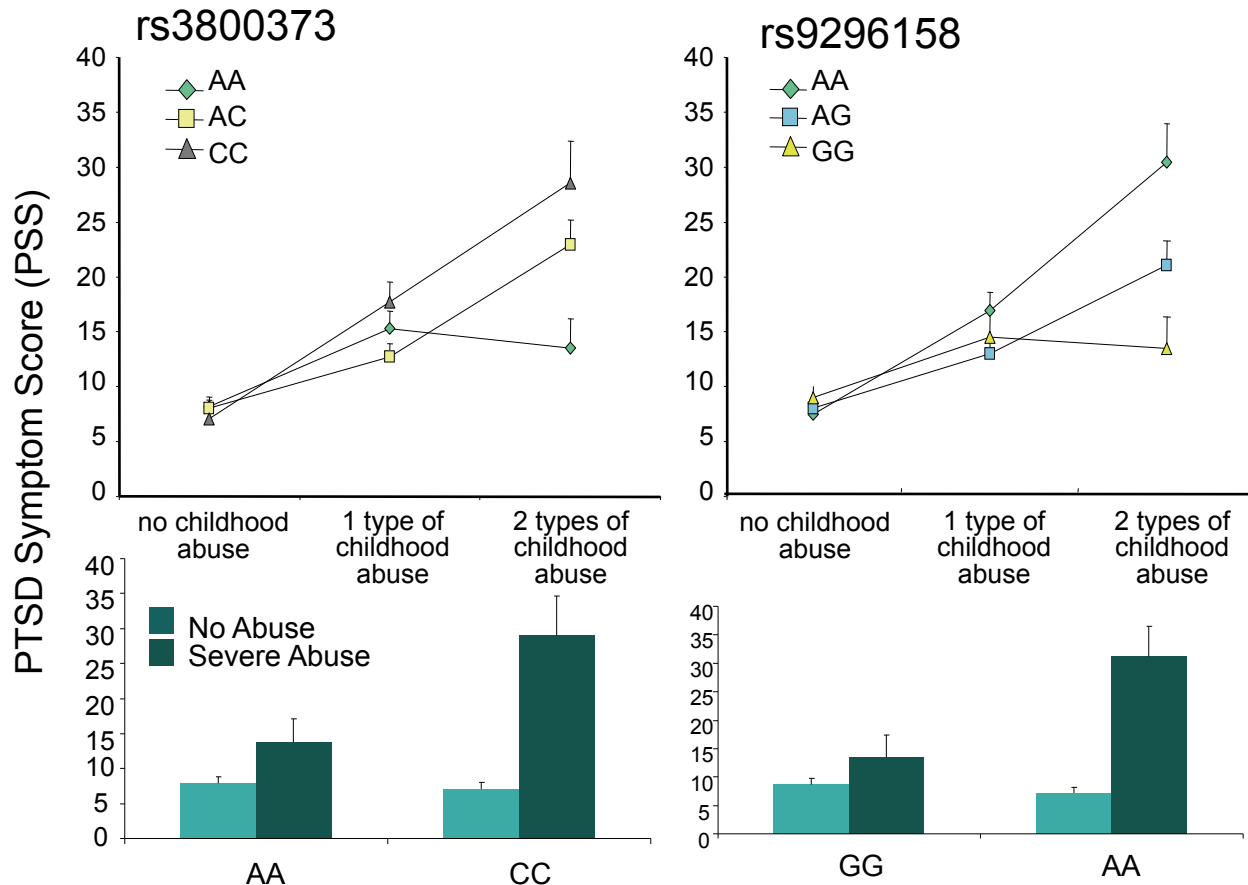 rs3800373
40
35
30
25
20
15
10
5
0
AA
AC
CC
no childhood
abuse
1 type of
childhood
abuse
2 types of
childhood
abuse
rs9296158
40
35
30
25
20
15
10
5
0
AA
AG
GG
no childhood
abuse
1 type of
childhood
abuse
2 types of
childhood
abuse
PTSD Symptom Score (PSS)
40
35
30
25
20
15
10
5
0
No Abuse
Severe Abuse
AA
CC
40
35
30
25
20
15
10
5
0
GG
AA